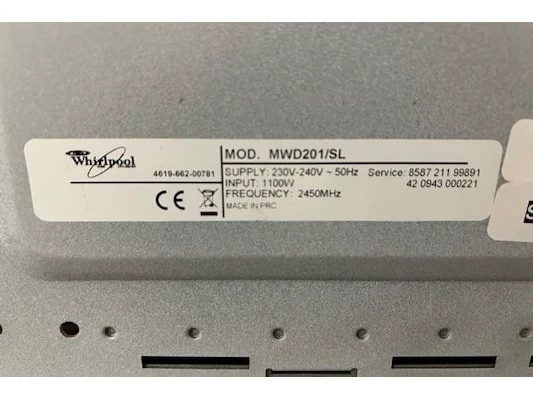 Whirlpool
4619-662-00781
MOD. MWD201/SL
SUPPLY: 230V-240V ~ 50Hz Service: 8587 211 99891
INPUT: 1100W 42 0943 000221
FREQUENCY: 2450MHz
MADE IN PRC
CE
S